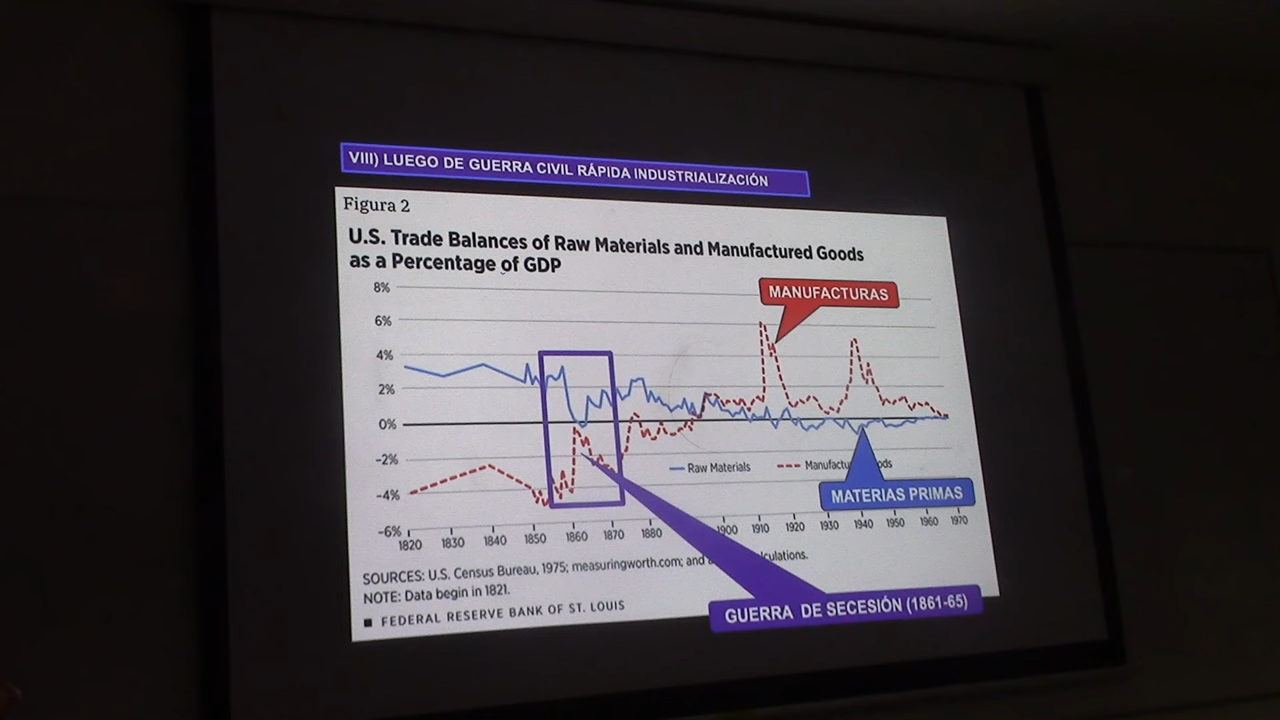 VIII) LUEGO DE GUERRA CIVIL RÁPIDA INDUSTRIALIZACIÓN
Figura 2
U.S. Trade Balances of Raw Materials and Manufactured Goods
as a Percentage of GDP
8%
6%
4%
2%
0%
-2%
-4%
-6%
MANUFACTURAS
Raw Materials
MATERIAS PRIMAS
1820 1830 1840 1850 1860 1870 1880 1900 1910 1920 1930 1940 1950 1960 1970
SOURCES: U.S. Census Bureau, 1975; measuringworth.com; and
NOTE: Data begin in 1821.
FEDERAL RESERVE BANK OF ST. LOUIS
GUERRA DE SECESIÓN (1861-65)